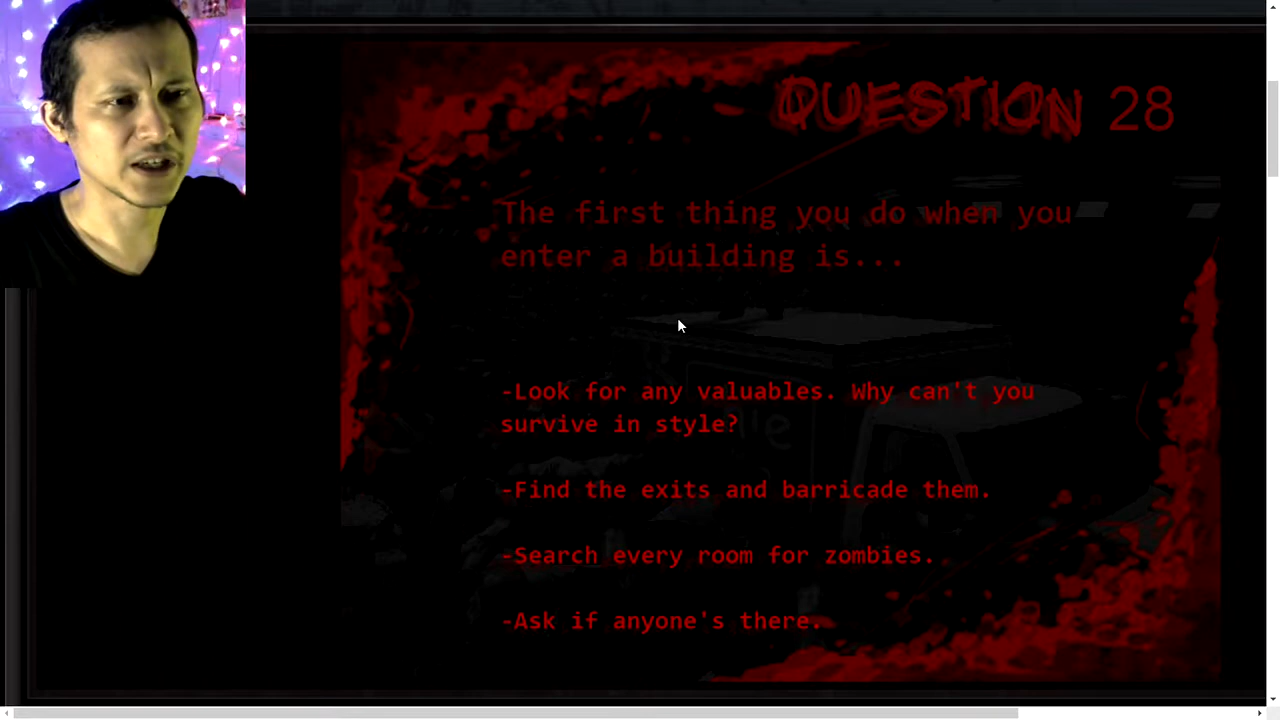 QUESTION 28
The first thing you do when you
enter a building is...
-Look for any valuables. Why can't you
survive in style?
-Find the exits and barricade them.
-Search every room for zombies.
-Ask if anyone's there.